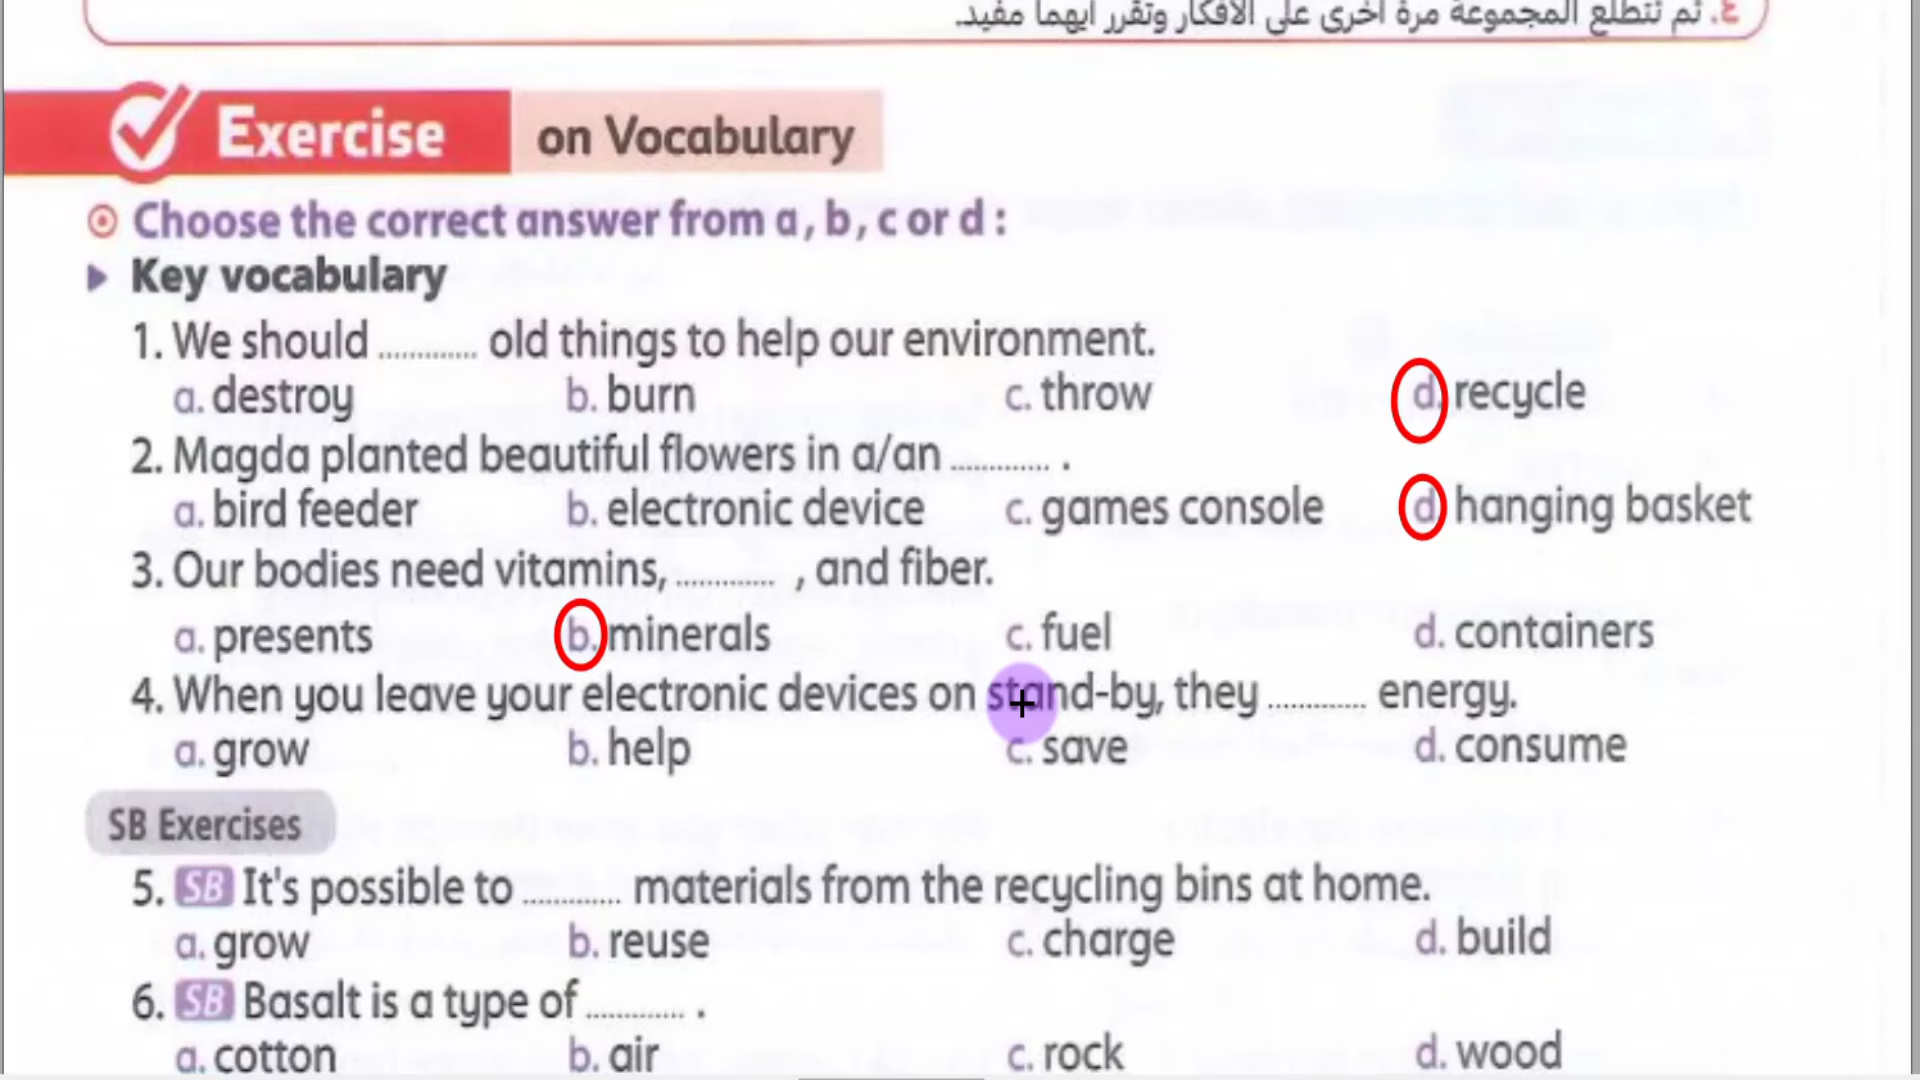 ٤. ثم تتطلع المجموعة مرة أخرى على الأفكار وتقرر أيهما مفيد.
Exercise on Vocabulary
Choose the correct answer from a, b, c or d :
Key vocabulary
1. We should ............ old things to help our environment.
a. destroy b. burn c. throw d. recycle
2. Magda planted beautiful flowers in a/an ............ .
a. bird feeder b. electronic device c. games console d. hanging basket
3. Our bodies need vitamins, ............ , and fiber.
a. presents b. minerals c. fuel d. containers
4. When you leave your electronic devices on stand-by, they ............ energy.
a. grow b. help c. save d. consume
SB Exercises
5. SB It's possible to ............ materials from the recycling bins at home.
a. grow b. reuse c. charge d. build
6. SB Basalt is a type of ............ .
a. cotton b. air c. rock d. wood